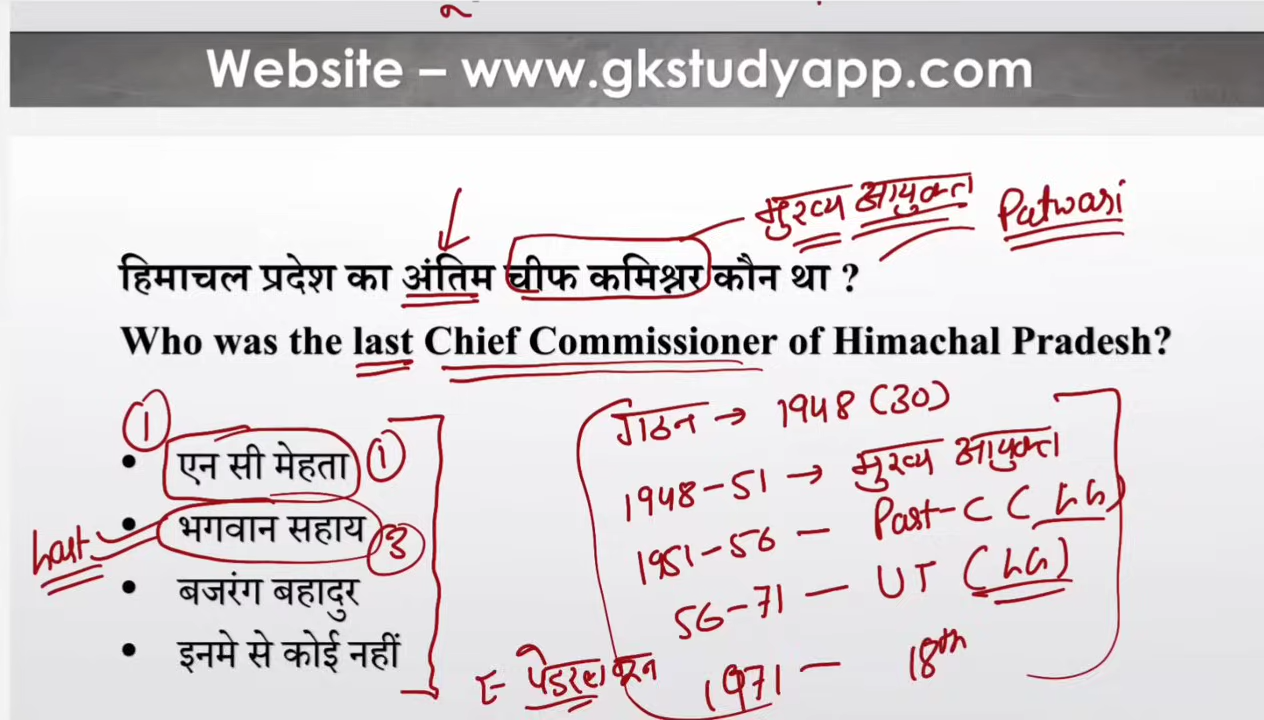 Website – www.gkstudyapp.com
मुख्य आयुक्त Patwari
हिमाचल प्रदेश का अंतिम चीफ कमिश्नर कौन था ?
Who was the last Chief Commissioner of Himachal Pradesh?
1
• एन सी मेहता 1
• भगवान सहाय 3
Last
• बजरंग बहादुर
• इनमे से कोई नहीं
गठन → 1948 (30)
1948-51 → मुख्य आयुक्त
1951-56 – Part-C (LG)
56-71 – UT (LG)
1971 – 18th
E-